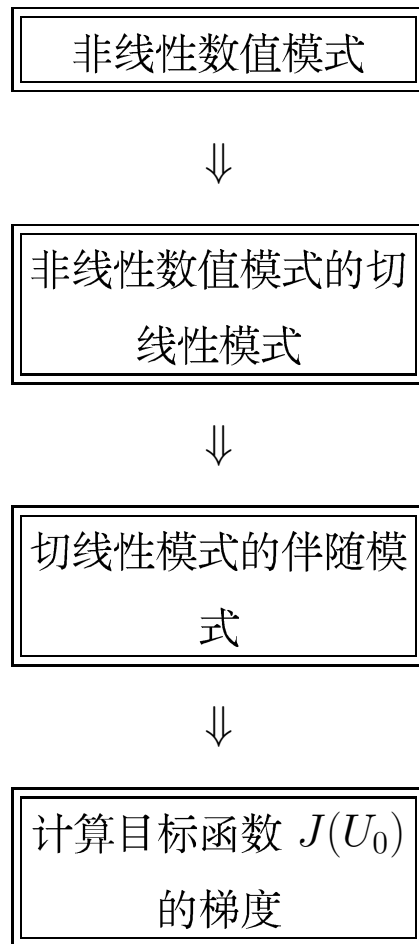 非线性数值模式
⇓
非线性数值模式的切
线性模式
⇓
切线性模式的伴随模
式
⇓
计算目标函数 J(U₀)
的梯度